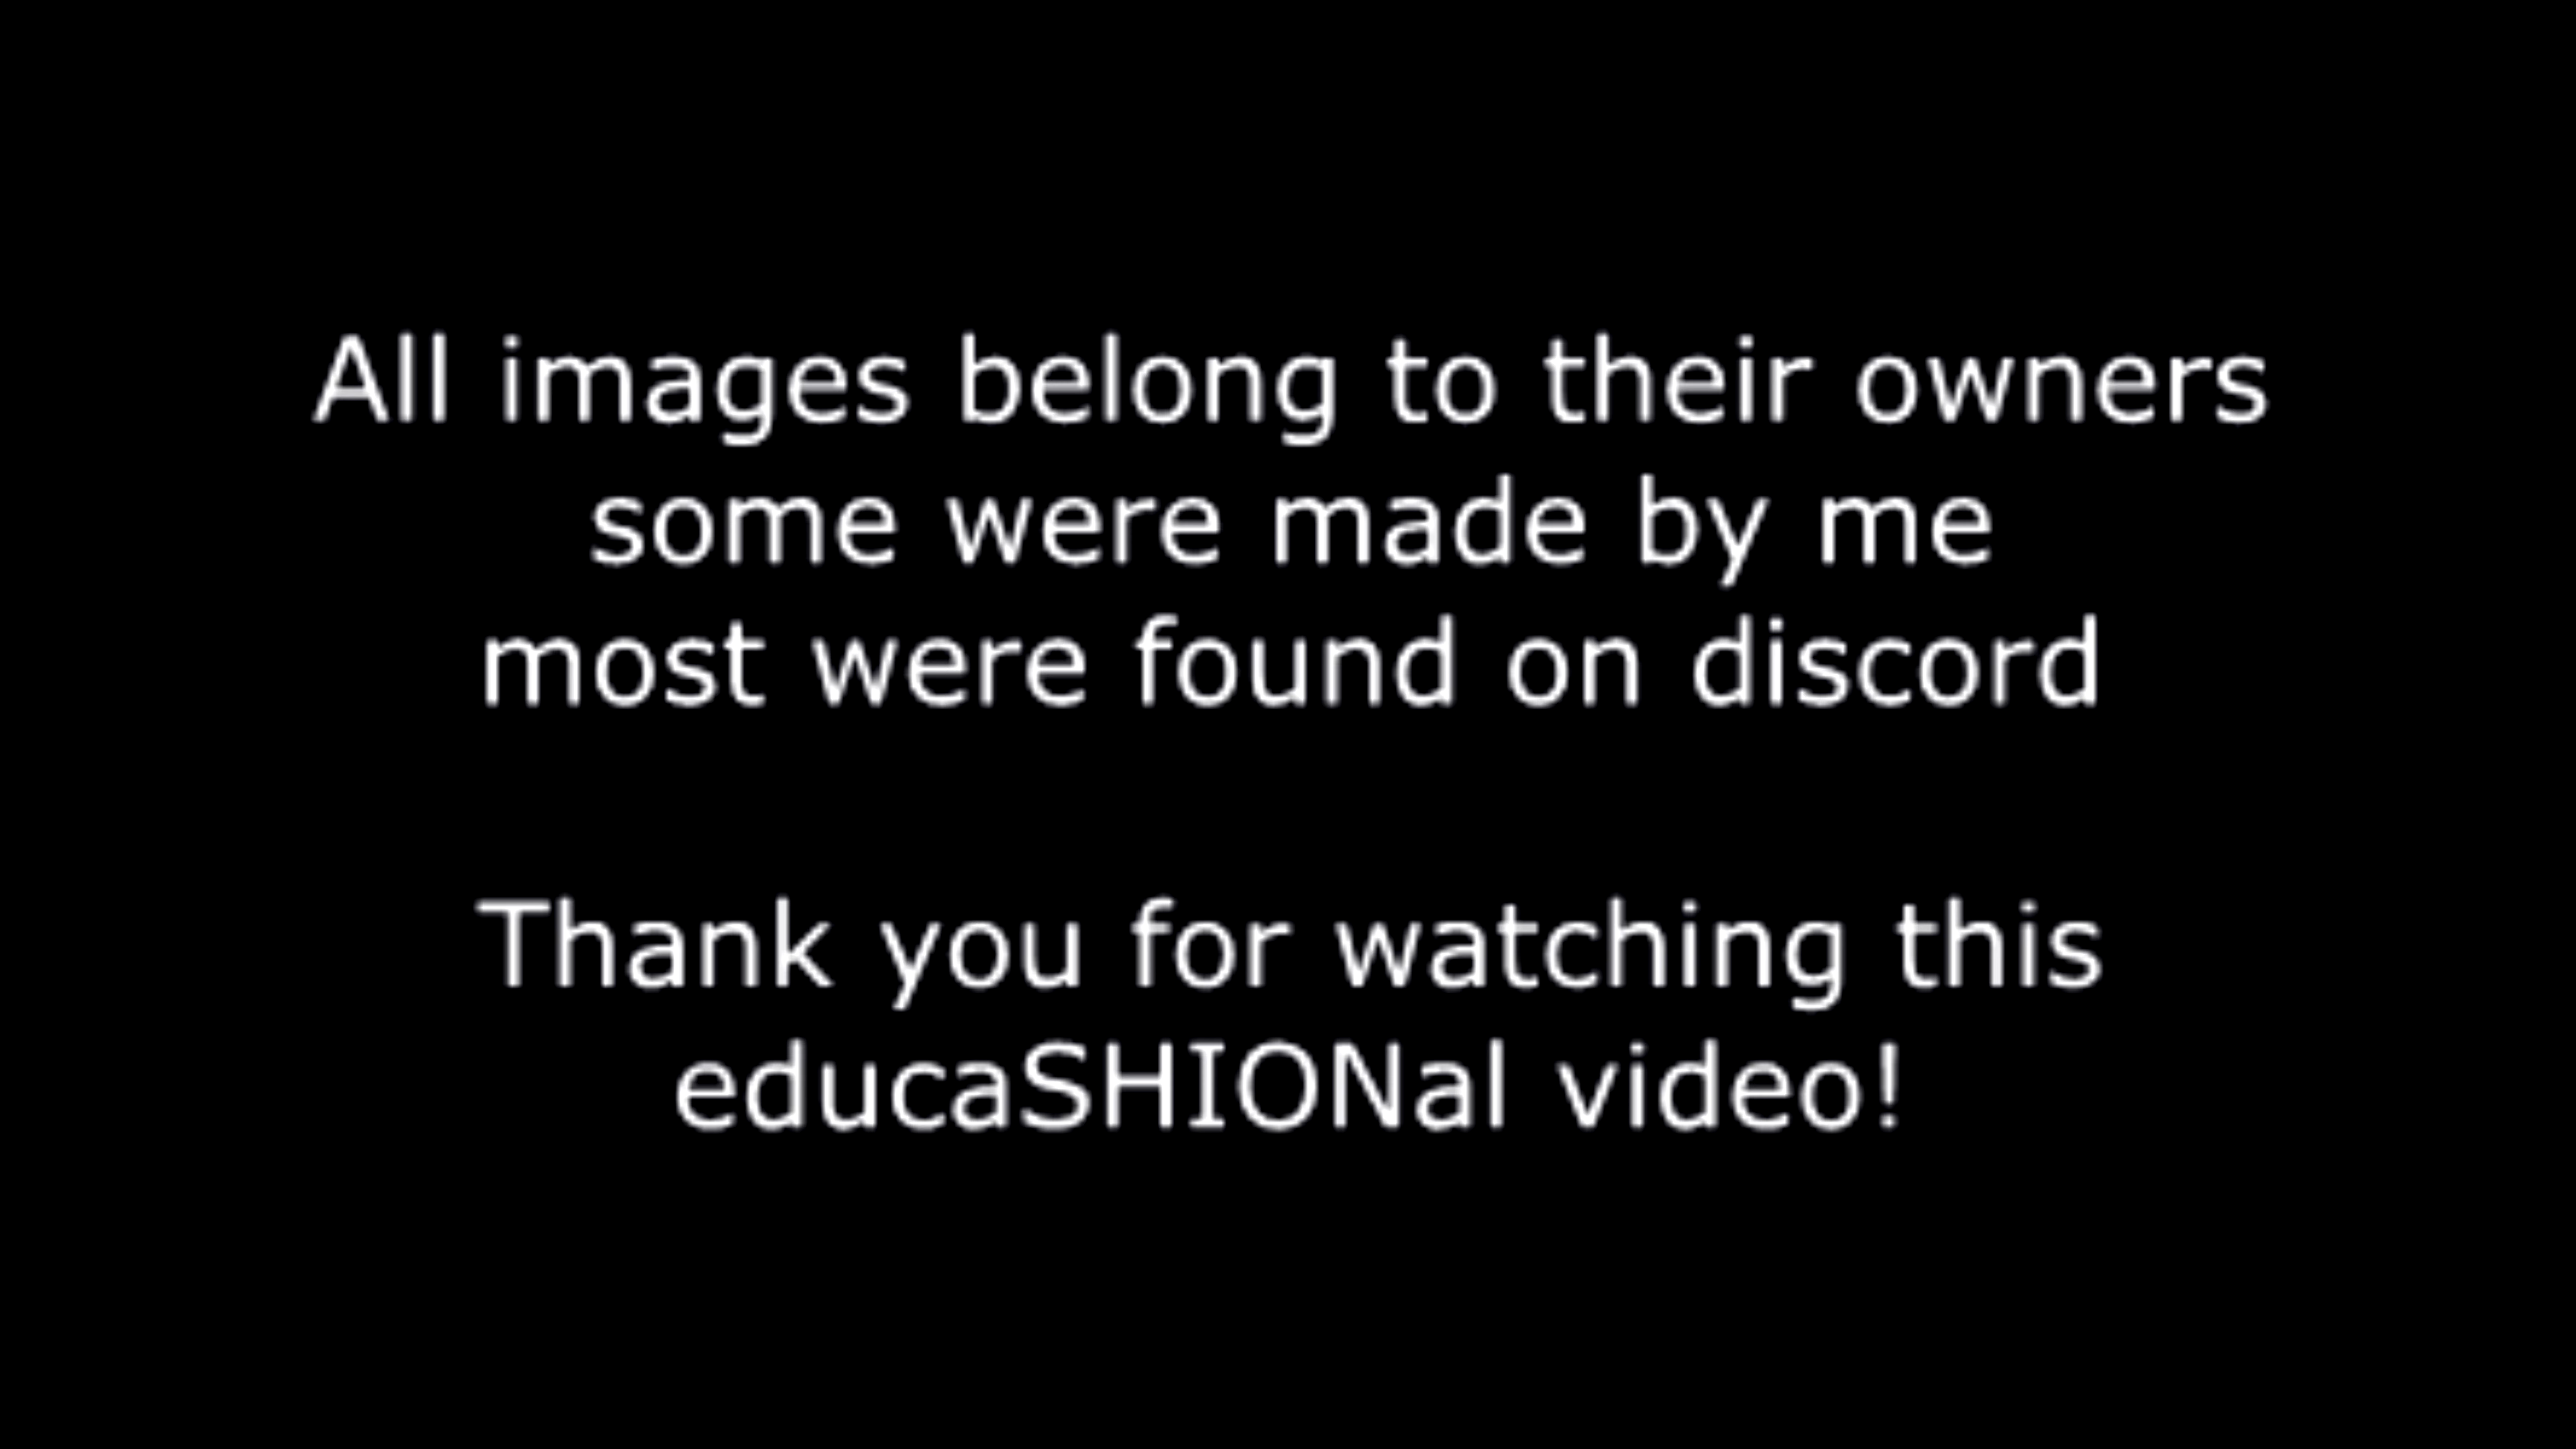 All images belong to their owners
some were made by me
most were found on discord
Thank you for watching this
educaSHIONal video!